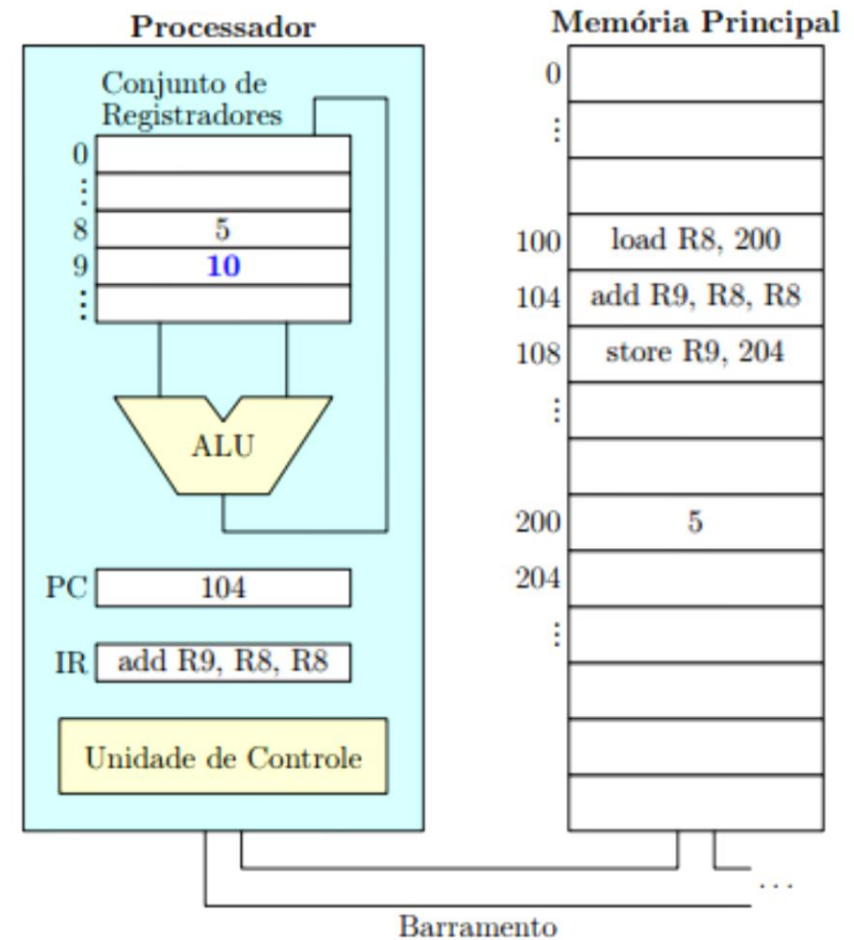 Processador
Conjunto de
Registradores
0
⋮
8 5
9 10
⋮
ALU
PC 104
IR add R9, R8, R8
Unidade de Controle
Memória Principal
0
⋮
100 load R8, 200
104 add R9, R8, R8
108 store R9, 204
⋮
200 5
204
⋮
...
Barramento